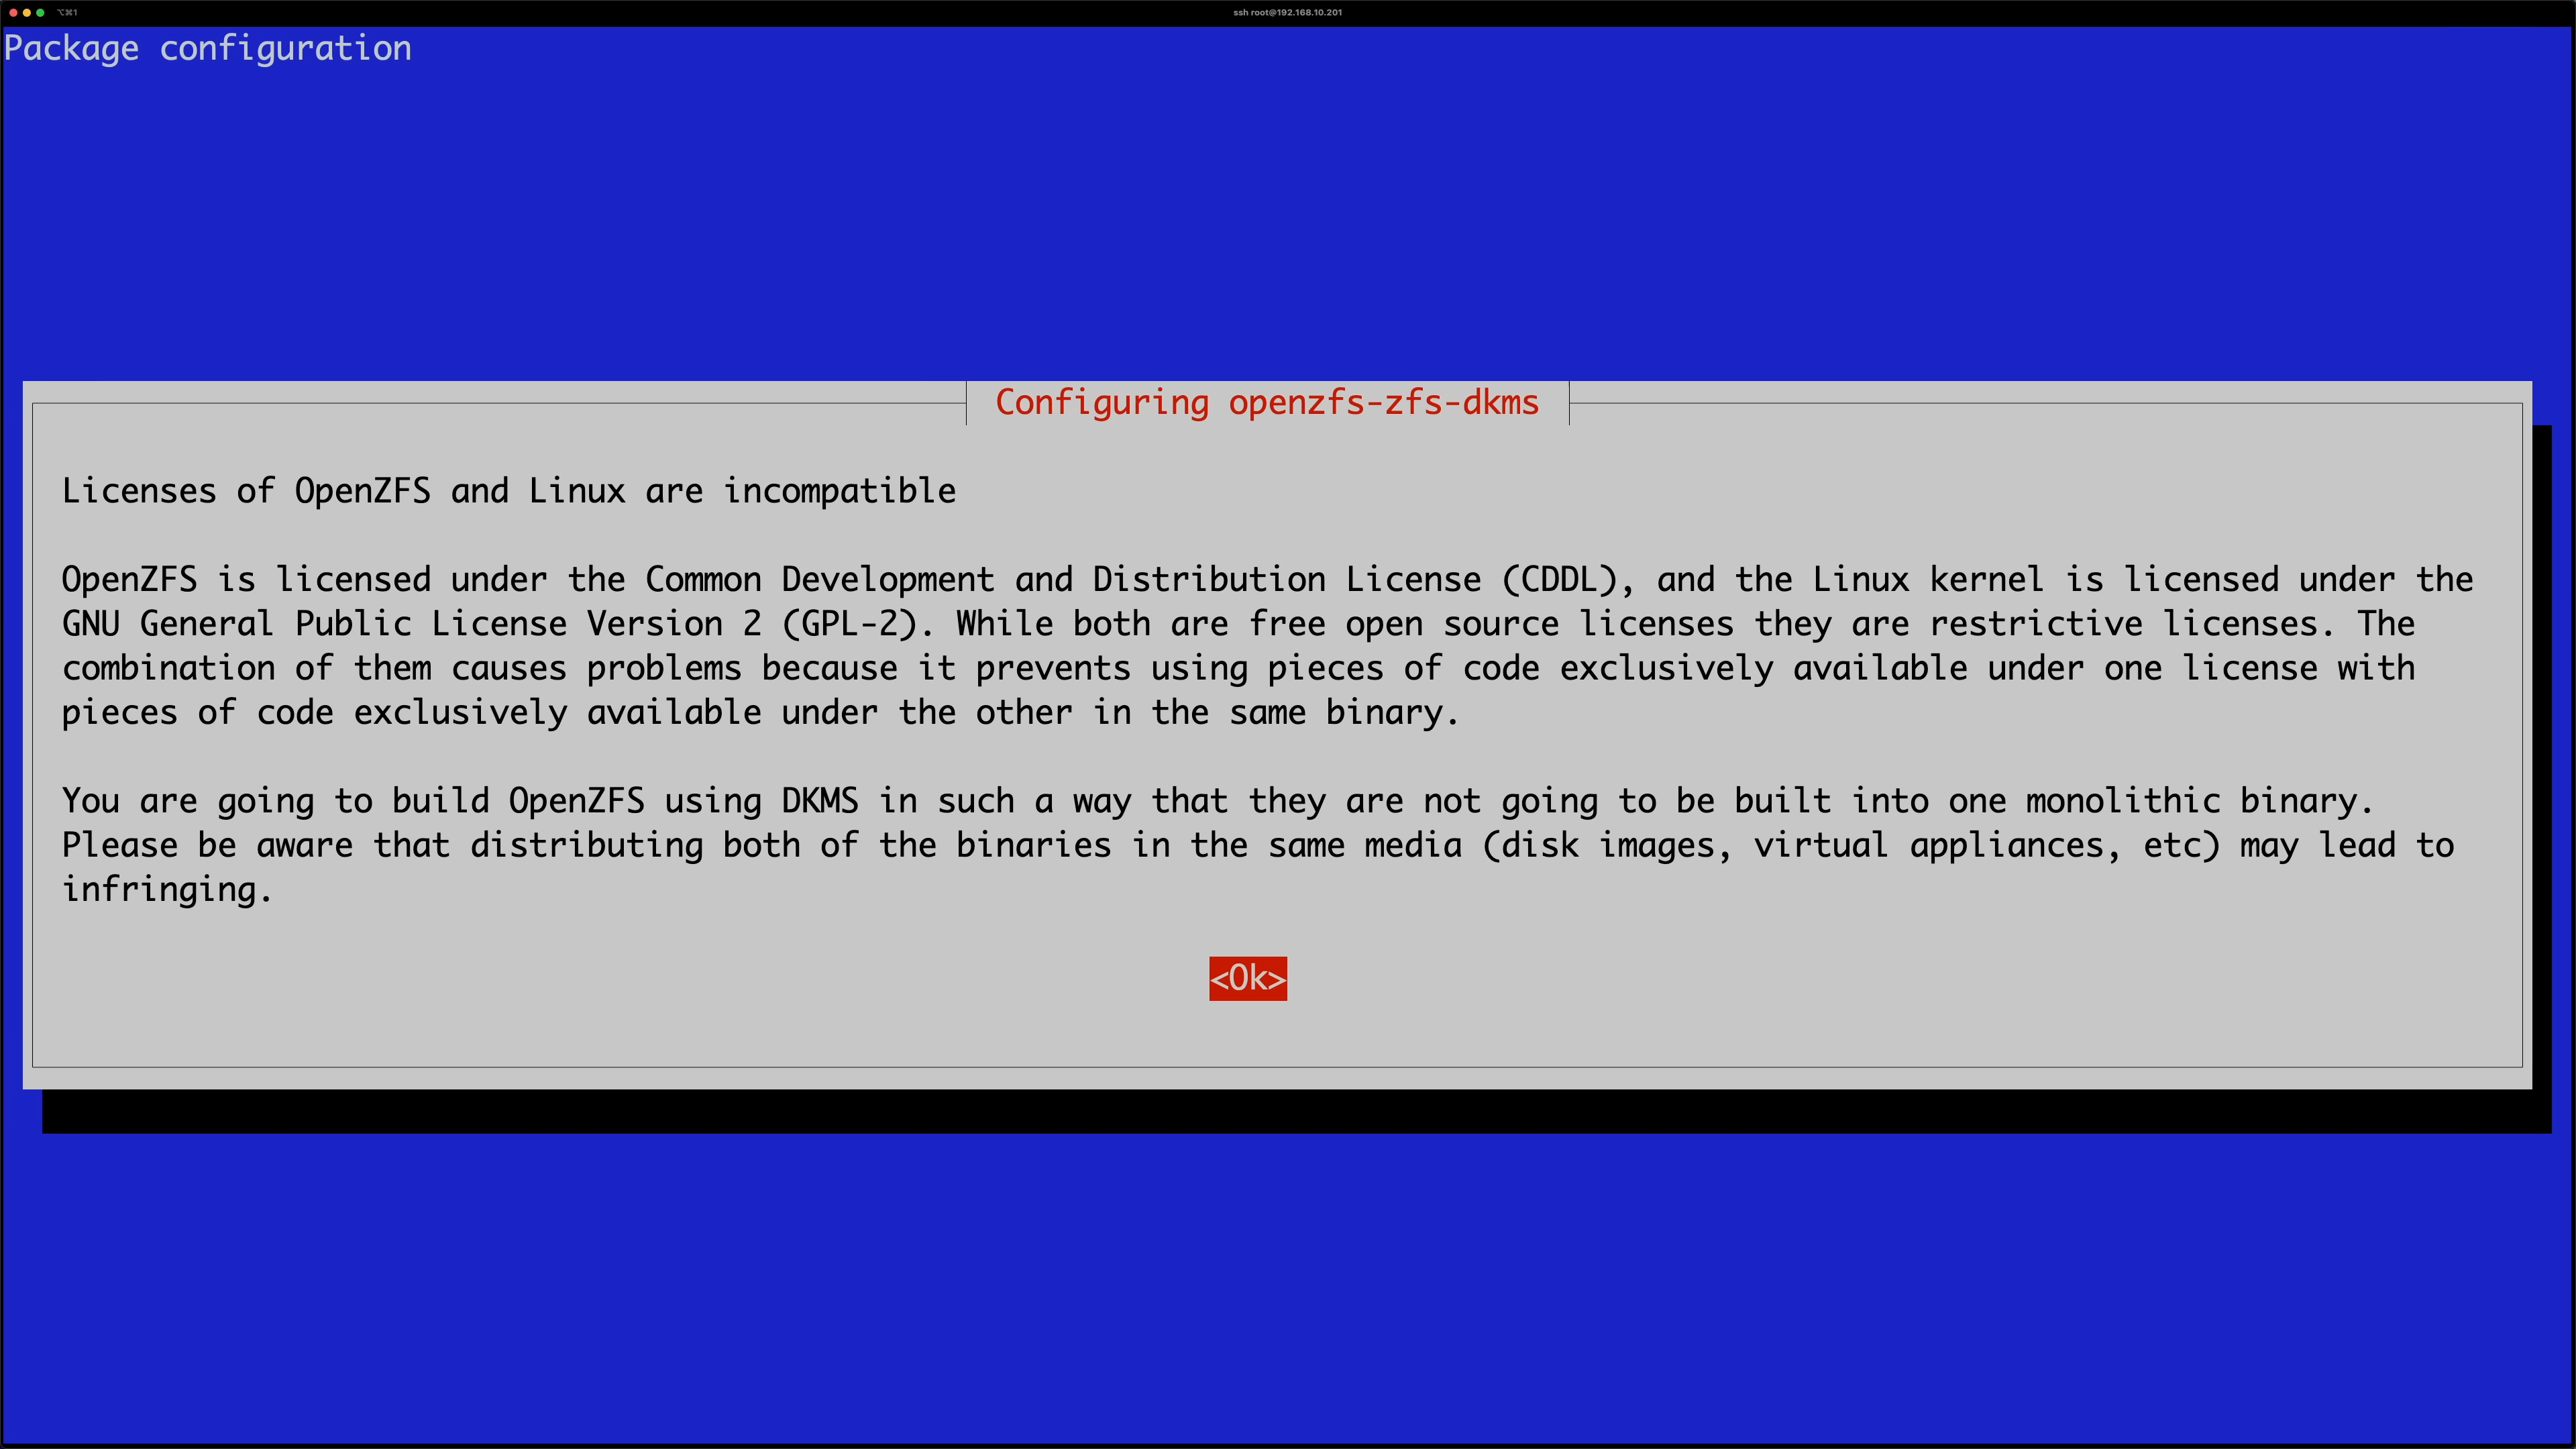 ⌥⌘1
ssh root@192.168.10.201
Package configuration
Configuring openzfs-zfs-dkms
Licenses of OpenZFS and Linux are incompatible
OpenZFS is licensed under the Common Development and Distribution License (CDDL), and the Linux kernel is licensed under the
GNU General Public License Version 2 (GPL-2). While both are free open source licenses they are restrictive licenses. The
combination of them causes problems because it prevents using pieces of code exclusively available under one license with
pieces of code exclusively available under the other in the same binary.
You are going to build OpenZFS using DKMS in such a way that they are not going to be built into one monolithic binary.
Please be aware that distributing both of the binaries in the same media (disk images, virtual appliances, etc) may lead to
infringing.
<Ok>